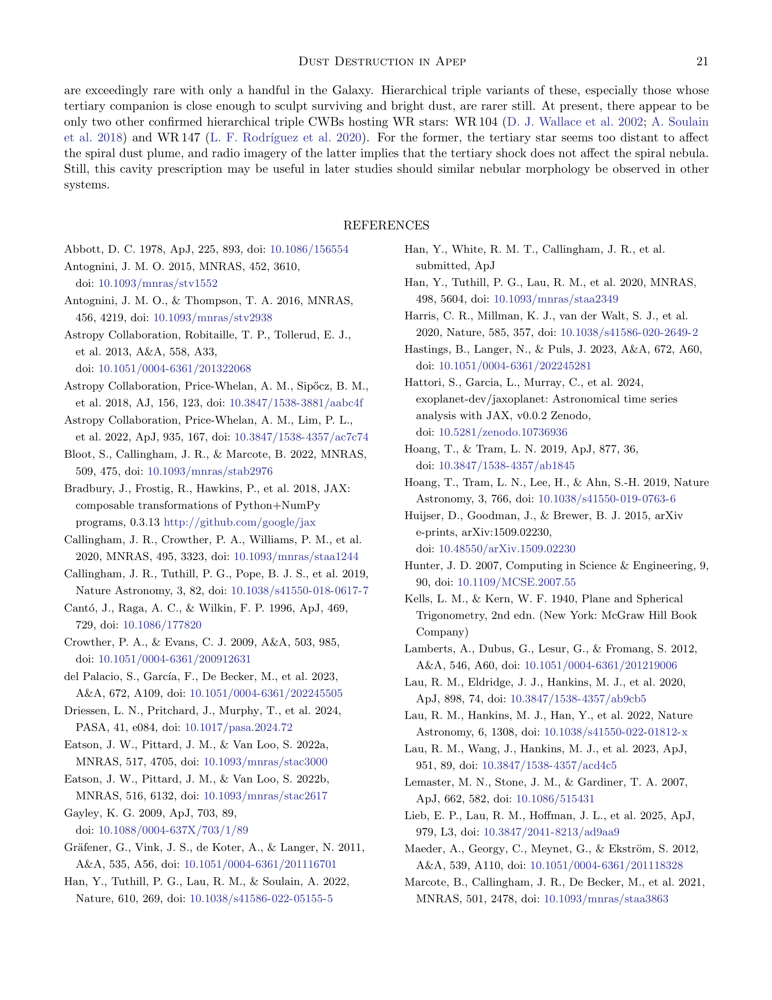 Dust Destruction in Apep
21
are exceedingly rare with only a handful in the Galaxy. Hierarchical triple variants of these, especially those whose
tertiary companion is close enough to sculpt surviving and bright dust, are rarer still. At present, there appear to be
only two other confirmed hierarchical triple CWBs hosting WR stars: WR 104 (D. J. Wallace et al. 2002; A. Soulain
et al. 2018) and WR 147 (L. F. Rodríguez et al. 2020). For the former, the tertiary star seems too distant to affect
the spiral dust plume, and radio imagery of the latter implies that the tertiary shock does not affect the spiral nebula.
Still, this cavity prescription may be useful in later studies should similar nebular morphology be observed in other
systems.
REFERENCES
Abbott, D. C. 1978, ApJ, 225, 893, doi: 10.1086/156554
Antognini, J. M. O. 2015, MNRAS, 452, 3610,
doi: 10.1093/mnras/stv1552
Antognini, J. M. O., & Thompson, T. A. 2016, MNRAS,
456, 4219, doi: 10.1093/mnras/stv2938
Astropy Collaboration, Robitaille, T. P., Tollerud, E. J.,
et al. 2013, A&A, 558, A33,
doi: 10.1051/0004-6361/201322068
Astropy Collaboration, Price-Whelan, A. M., Sipőcz, B. M.,
et al. 2018, AJ, 156, 123, doi: 10.3847/1538-3881/aabc4f
Astropy Collaboration, Price-Whelan, A. M., Lim, P. L.,
et al. 2022, ApJ, 935, 167, doi: 10.3847/1538-4357/ac7c74
Bloot, S., Callingham, J. R., & Marcote, B. 2022, MNRAS,
509, 475, doi: 10.1093/mnras/stab2976
Bradbury, J., Frostig, R., Hawkins, P., et al. 2018, JAX:
composable transformations of Python+NumPy
programs, 0.3.13 http://github.com/google/jax
Callingham, J. R., Crowther, P. A., Williams, P. M., et al.
2020, MNRAS, 495, 3323, doi: 10.1093/mnras/staa1244
Callingham, J. R., Tuthill, P. G., Pope, B. J. S., et al. 2019,
Nature Astronomy, 3, 82, doi: 10.1038/s41550-018-0617-7
Cantó, J., Raga, A. C., & Wilkin, F. P. 1996, ApJ, 469,
729, doi: 10.1086/177820
Crowther, P. A., & Evans, C. J. 2009, A&A, 503, 985,
doi: 10.1051/0004-6361/200912631
del Palacio, S., García, F., De Becker, M., et al. 2023,
A&A, 672, A109, doi: 10.1051/0004-6361/202245505
Driessen, L. N., Pritchard, J., Murphy, T., et al. 2024,
PASA, 41, e084, doi: 10.1017/pasa.2024.72
Eatson, J. W., Pittard, J. M., & Van Loo, S. 2022a,
MNRAS, 517, 4705, doi: 10.1093/mnras/stac3000
Eatson, J. W., Pittard, J. M., & Van Loo, S. 2022b,
MNRAS, 516, 6132, doi: 10.1093/mnras/stac2617
Gayley, K. G. 2009, ApJ, 703, 89,
doi: 10.1088/0004-637X/703/1/89
Gräfener, G., Vink, J. S., de Koter, A., & Langer, N. 2011,
A&A, 535, A56, doi: 10.1051/0004-6361/201116701
Han, Y., Tuthill, P. G., Lau, R. M., & Soulain, A. 2022,
Nature, 610, 269, doi: 10.1038/s41586-022-05155-5
Han, Y., White, R. M. T., Callingham, J. R., et al.
submitted, ApJ
Han, Y., Tuthill, P. G., Lau, R. M., et al. 2020, MNRAS,
498, 5604, doi: 10.1093/mnras/staa2349
Harris, C. R., Millman, K. J., van der Walt, S. J., et al.
2020, Nature, 585, 357, doi: 10.1038/s41586-020-2649-2
Hastings, B., Langer, N., & Puls, J. 2023, A&A, 672, A60,
doi: 10.1051/0004-6361/202245281
Hattori, S., Garcia, L., Murray, C., et al. 2024,
exoplanet-dev/jaxoplanet: Astronomical time series
analysis with JAX, v0.0.2 Zenodo,
doi: 10.5281/zenodo.10736936
Hoang, T., & Tram, L. N. 2019, ApJ, 877, 36,
doi: 10.3847/1538-4357/ab1845
Hoang, T., Tram, L. N., Lee, H., & Ahn, S.-H. 2019, Nature
Astronomy, 3, 766, doi: 10.1038/s41550-019-0763-6
Huijser, D., Goodman, J., & Brewer, B. J. 2015, arXiv
e-prints, arXiv:1509.02230,
doi: 10.48550/arXiv.1509.02230
Hunter, J. D. 2007, Computing in Science & Engineering, 9,
90, doi: 10.1109/MCSE.2007.55
Kells, L. M., & Kern, W. F. 1940, Plane and Spherical
Trigonometry, 2nd edn. (New York: McGraw Hill Book
Company)
Lamberts, A., Dubus, G., Lesur, G., & Fromang, S. 2012,
A&A, 546, A60, doi: 10.1051/0004-6361/201219006
Lau, R. M., Eldridge, J. J., Hankins, M. J., et al. 2020,
ApJ, 898, 74, doi: 10.3847/1538-4357/ab9cb5
Lau, R. M., Hankins, M. J., Han, Y., et al. 2022, Nature
Astronomy, 6, 1308, doi: 10.1038/s41550-022-01812-x
Lau, R. M., Wang, J., Hankins, M. J., et al. 2023, ApJ,
951, 89, doi: 10.3847/1538-4357/acd4c5
Lemaster, M. N., Stone, J. M., & Gardiner, T. A. 2007,
ApJ, 662, 582, doi: 10.1086/515431
Lieb, E. P., Lau, R. M., Hoffman, J. L., et al. 2025, ApJ,
979, L3, doi: 10.3847/2041-8213/ad9aa9
Maeder, A., Georgy, C., Meynet, G., & Ekström, S. 2012,
A&A, 539, A110, doi: 10.1051/0004-6361/201118328
Marcote, B., Callingham, J. R., De Becker, M., et al. 2021,
MNRAS, 501, 2478, doi: 10.1093/mnras/staa3863